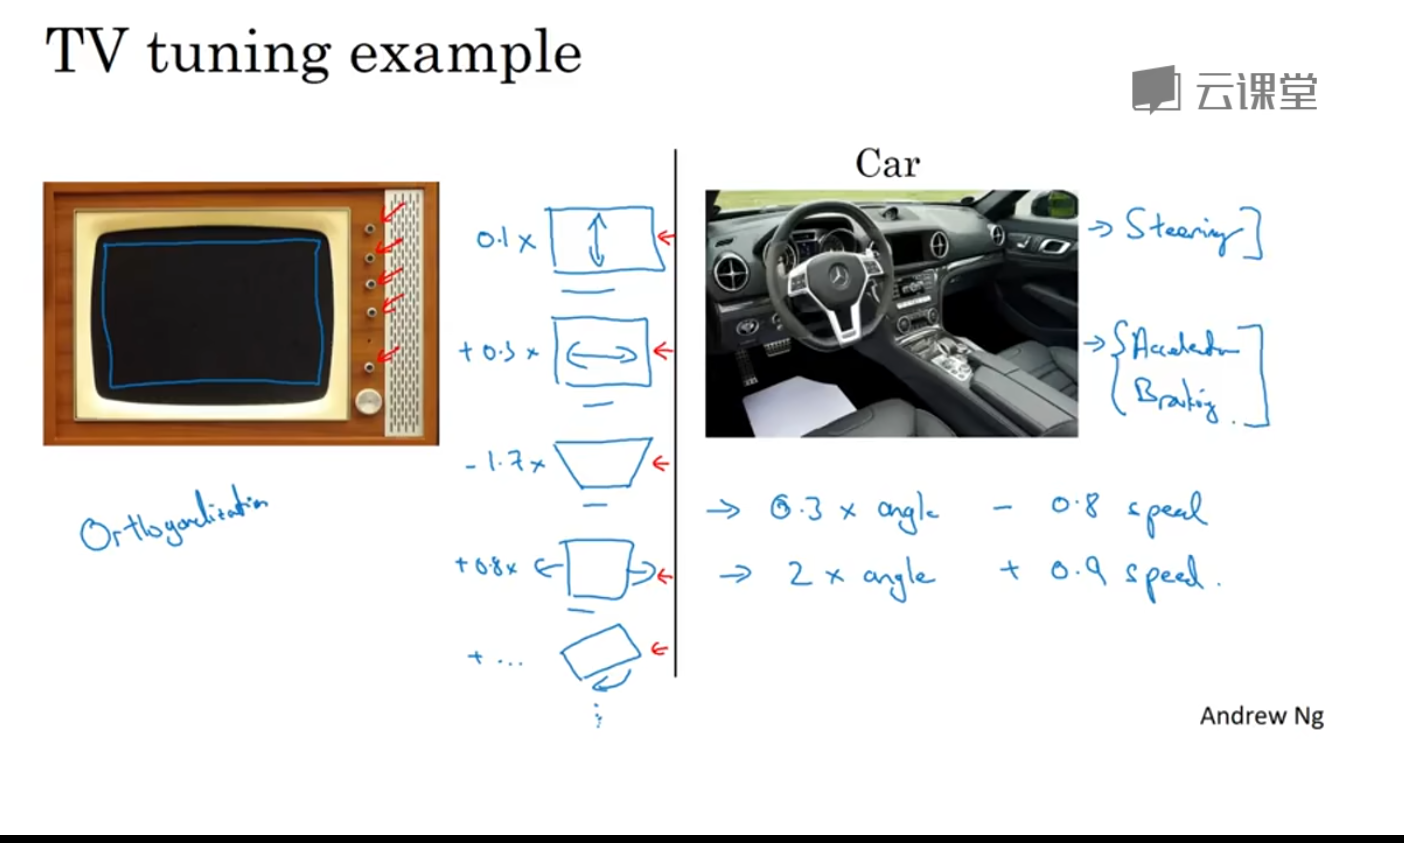 TV tuning example
云课堂
0.1 x
+ 0.3 x
- 1.7 x
+ 0.8 x
+ ...
Orthogonalization
Car
→ Steering
→ { Acceleration
Braking.
→ 0.3 x angle - 0.8 speed
→ 2 x angle + 0.9 speed.
Andrew Ng